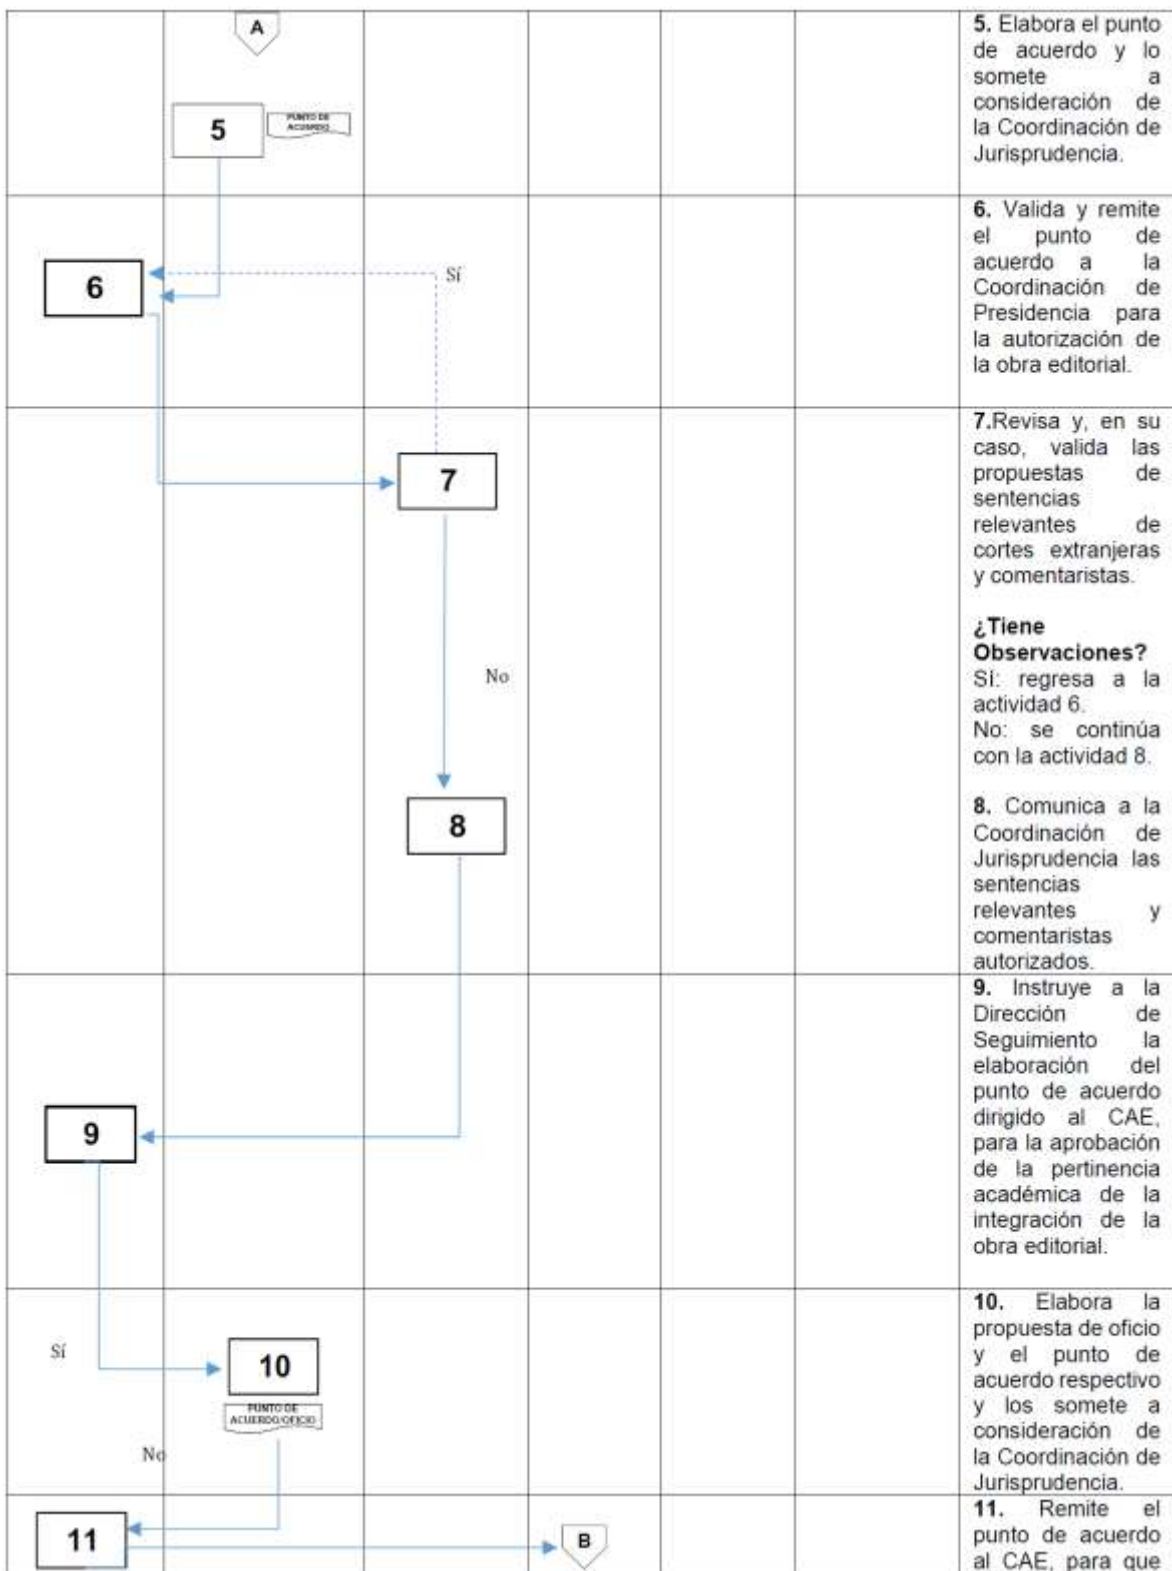 A
5. Elabora el punto
de acuerdo y lo
somete a
consideración de
la Coordinación de
Jurisprudencia.
5
PUNTO DE
ACUERDO
6. Valida y remite
el punto de
acuerdo a la
Coordinación de
Presidencia para
la autorización de
la obra editorial.
6
Sí
7.Revisa y, en su
caso, valida las
propuestas de
sentencias
relevantes de
cortes extranjeras
y comentaristas.
7
¿Tiene
Observaciones?
Sí: regresa a la
actividad 6.
No: se continúa
con la actividad 8.
No
8. Comunica a la
Coordinación de
Jurisprudencia las
sentencias
relevantes y
comentaristas
autorizados.
8
9. Instruye a la
Dirección de
Seguimiento la
elaboración del
punto de acuerdo
dirigido al CAE,
para la aprobación
de la pertinencia
académica de la
integración de la
obra editorial.
9
10. Elabora la
propuesta de oficio
y el punto de
acuerdo respectivo
y los somete a
consideración de
la Coordinación de
Jurisprudencia.
Sí
10
PUNTO DE
ACUERDO/OFICIO
No
11. Remite el
punto de acuerdo
al CAE, para que
11
B